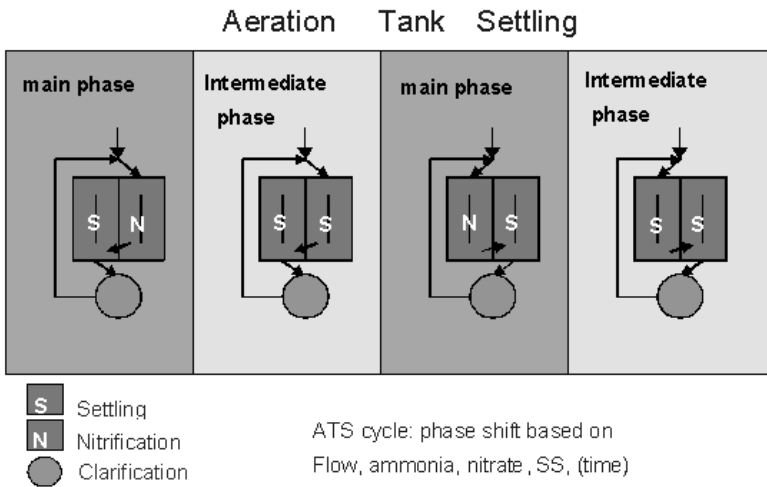 Aeration Tank Settling
main phase
Intermediate
phase
main phase
Intermediate
phase
S N
S S
N S
S S
S Settling
N Nitrification
Clarification
ATS cycle: phase shift based on
Flow, ammonia, nitrate, SS, (time)